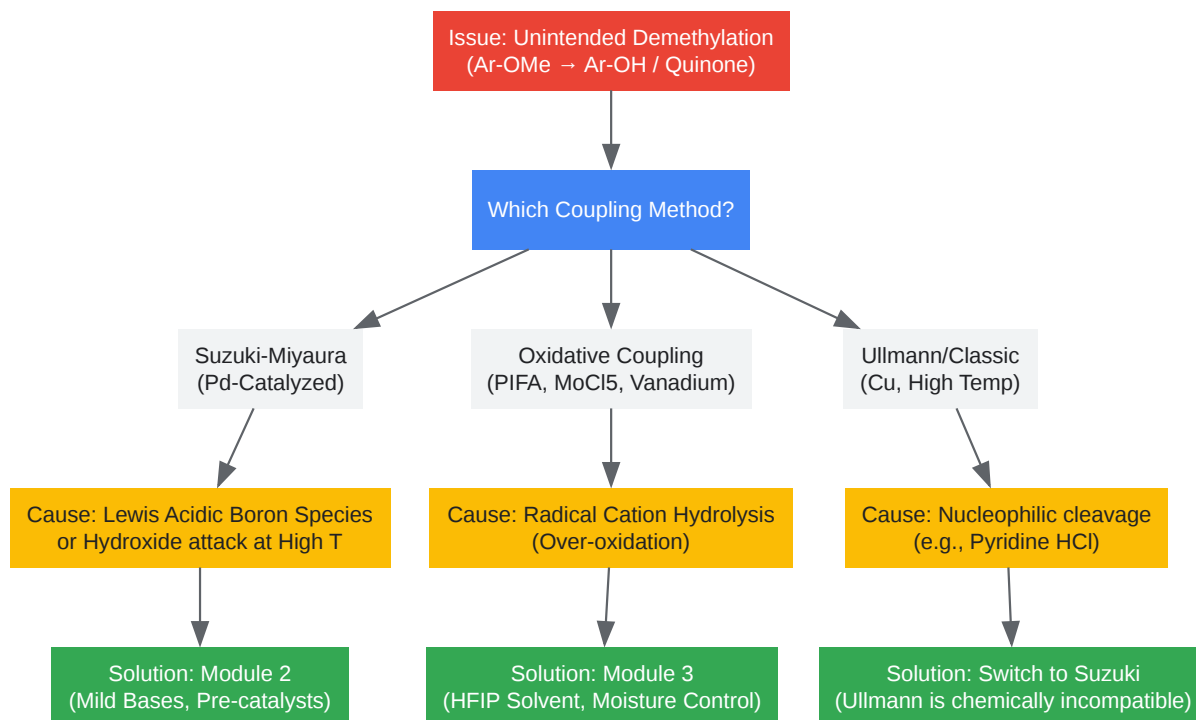 Issue: Unintended Demethylation
(Ar-OMe → Ar-OH / Quinone)
Which Coupling Method?
Suzuki-Miyaura
(Pd-Catalyzed)
Oxidative Coupling
(PIFA, MoCl5, Vanadium)
Ullmann/Classic
(Cu, High Temp)
Cause: Lewis Acidic Boron Species
or Hydroxide attack at High T
Cause: Radical Cation Hydrolysis
(Over-oxidation)
Cause: Nucleophilic cleavage
(e.g., Pyridine HCl)
Solution: Module 2
(Mild Bases, Pre-catalysts)
Solution: Module 3
(HFIP Solvent, Moisture Control)
Solution: Switch to Suzuki
(Ullmann is chemically incompatible)